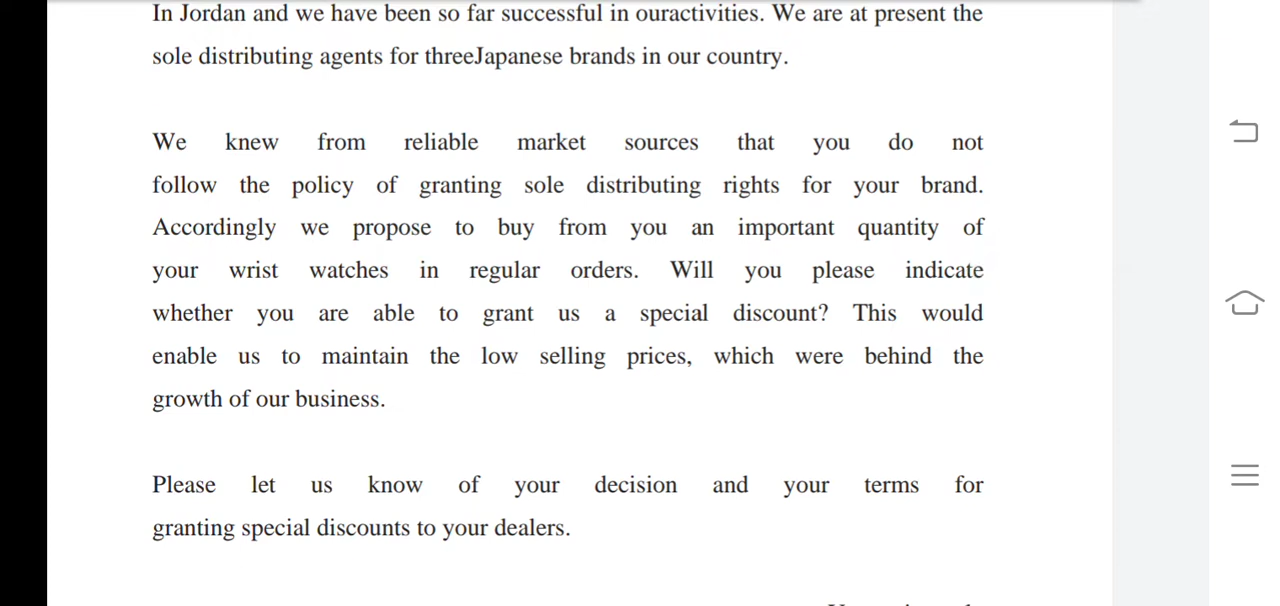 In Jordan and we have been so far successful in ouractivities. We are at present the
sole distributing agents for threeJapanese brands in our country.
We knew from reliable market sources that you do not
follow the policy of granting sole distributing rights for your brand.
Accordingly we propose to buy from you an important quantity of
your wrist watches in regular orders. Will you please indicate
whether you are able to grant us a special discount? This would
enable us to maintain the low selling prices, which were behind the
growth of our business.
Please let us know of your decision and your terms for
granting special discounts to your dealers.